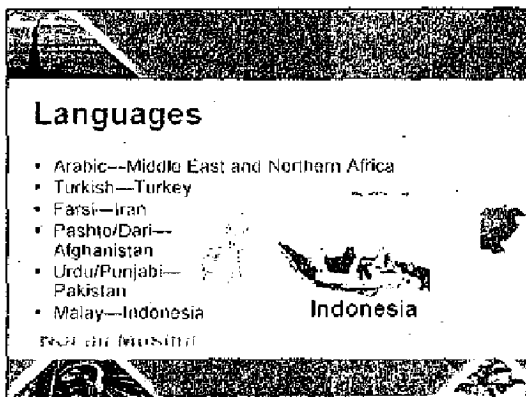 Languages
• Arabic—Middle East and Northern Africa
• Turkish—Turkey
• Farsi—Iran
• Pashto/Dari—
Afghanistan
• Urdu/Punjabi—
Pakistan
• Malay—Indonesia
Indonesia